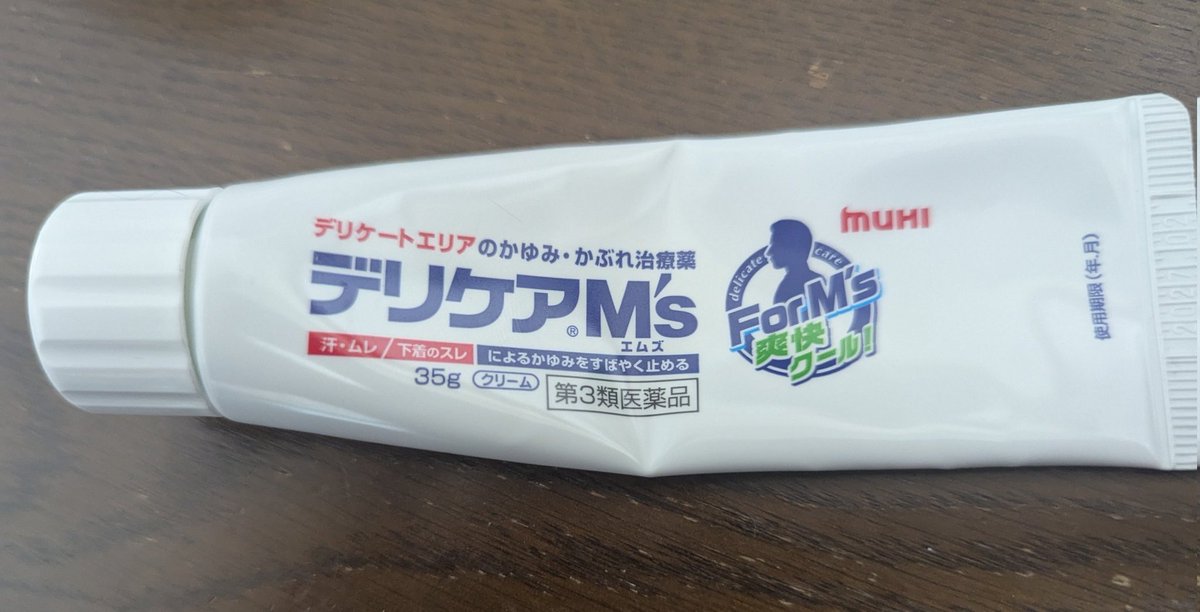 デリケートエリアのかゆみ・かぶれ治療薬
デリケア®M's
エムズ
汗・ムレ/下着のスレ によるかゆみをすばやく止める
35g クリーム 第3類医薬品
muHI
delicate care
For M's
爽快
クール!
使用期限(年.月)